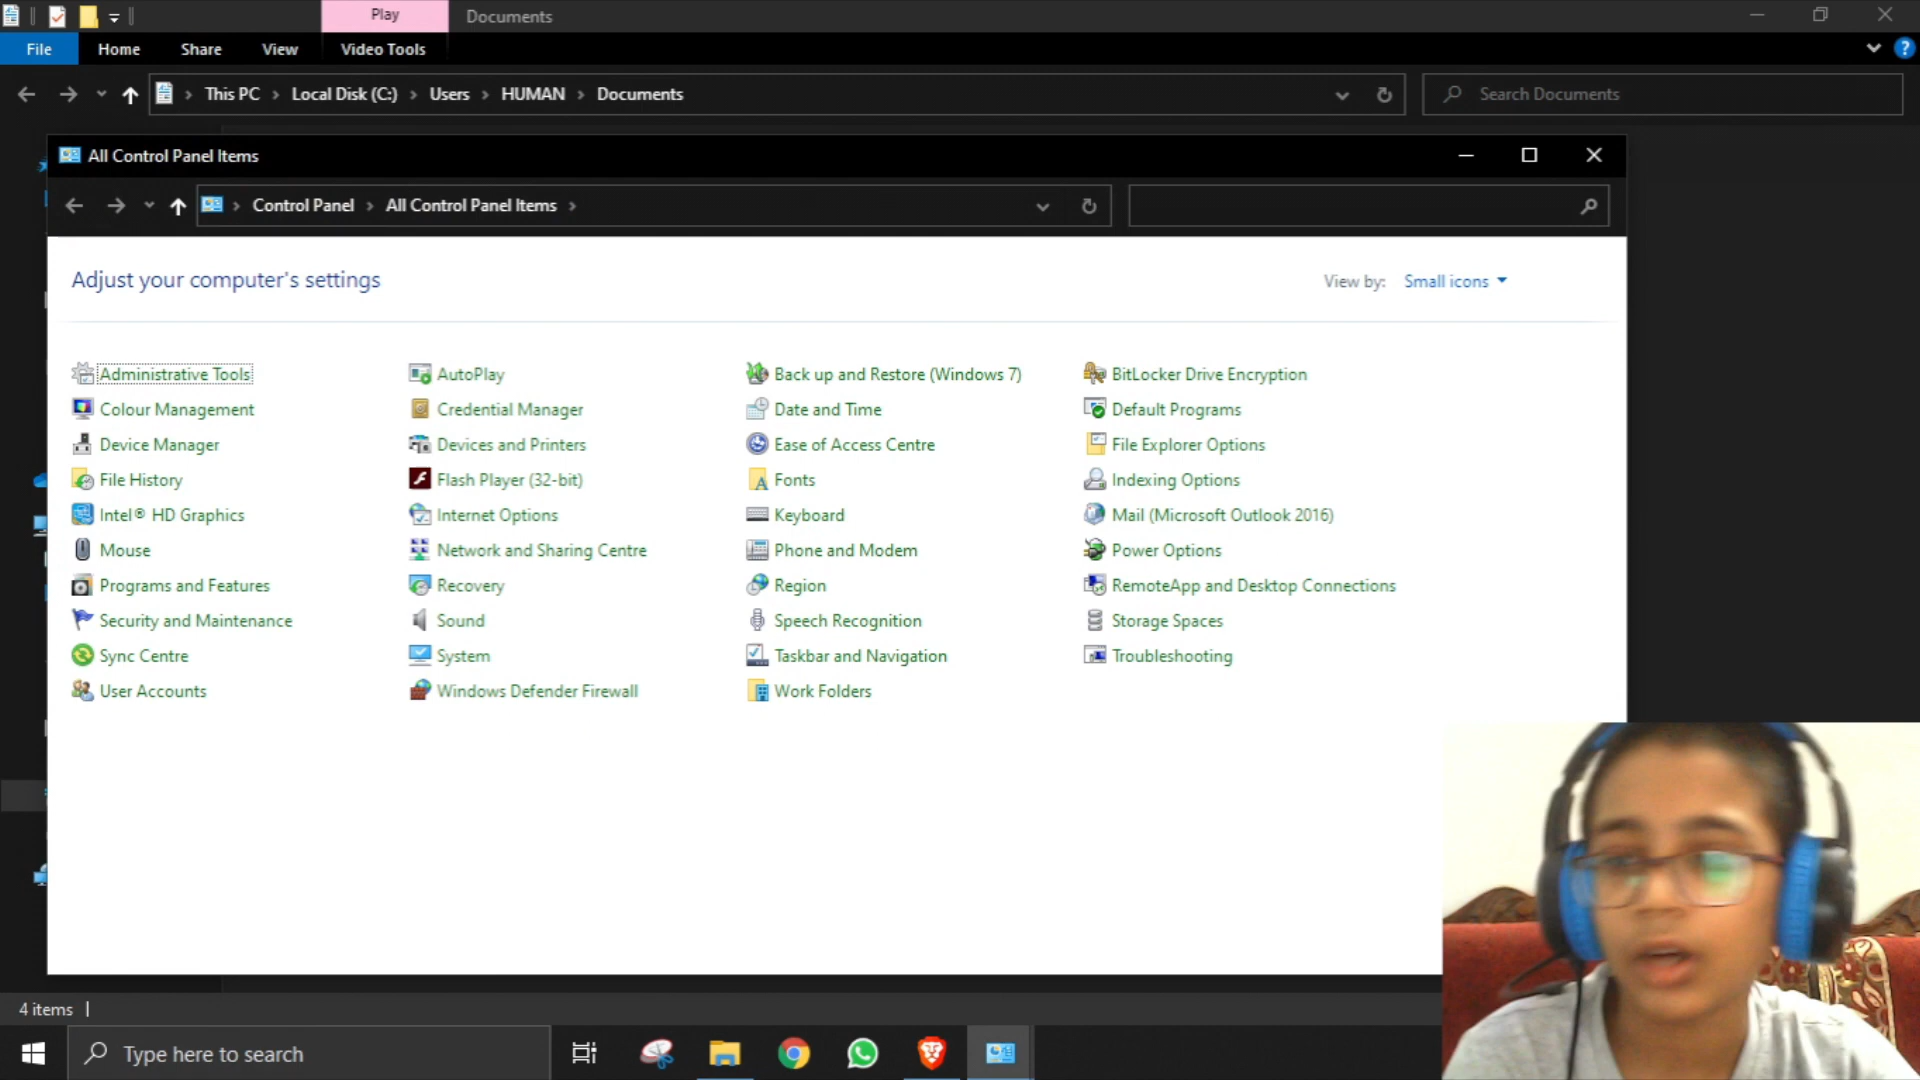 Play
Documents
File
Home
Share
View
Video Tools
?
This PC > Local Disk (C:) > Users > HUMAN > Documents
Search Documents
All Control Panel Items
Control Panel > All Control Panel Items >
Adjust your computer's settings
View by: Small icons
Administrative Tools
AutoPlay
Back up and Restore (Windows 7)
BitLocker Drive Encryption
Colour Management
Credential Manager
Date and Time
Default Programs
Device Manager
Devices and Printers
Ease of Access Centre
File Explorer Options
File History
Flash Player (32-bit)
Fonts
Indexing Options
Intel® HD Graphics
Internet Options
Keyboard
Mail (Microsoft Outlook 2016)
Mouse
Network and Sharing Centre
Phone and Modem
Power Options
Programs and Features
Recovery
Region
RemoteApp and Desktop Connections
Security and Maintenance
Sound
Speech Recognition
Storage Spaces
Sync Centre
System
Taskbar and Navigation
Troubleshooting
User Accounts
Windows Defender Firewall
Work Folders
4 items
Type here to search